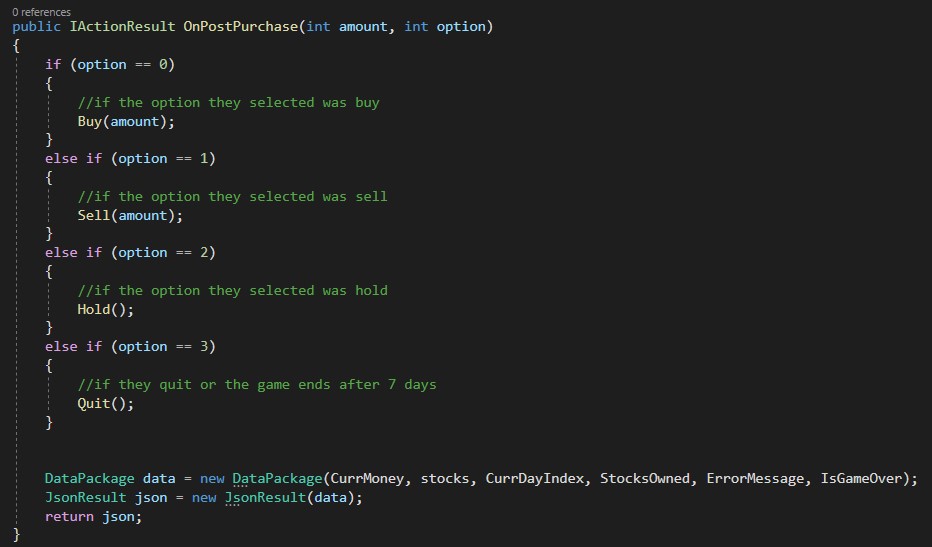 0 references
public IActionResult OnPostPurchase(int amount, int option)
{
    if (option == 0)
    {
        //if the option they selected was buy
        Buy(amount);
    }
    else if (option == 1)
    {
        //if the option they selected was sell
        Sell(amount);
    }
    else if (option == 2)
    {
        //if the option they selected was hold
        Hold();
    }
    else if (option == 3)
    {
        //if they quit or the game ends after 7 days
        Quit();
    }
    DataPackage data = new DataPackage(CurrMoney, stocks, CurrDayIndex, StocksOwned, ErrorMessage, IsGameOver);
    JsonResult json = new JsonResult(data);
    return json;
}